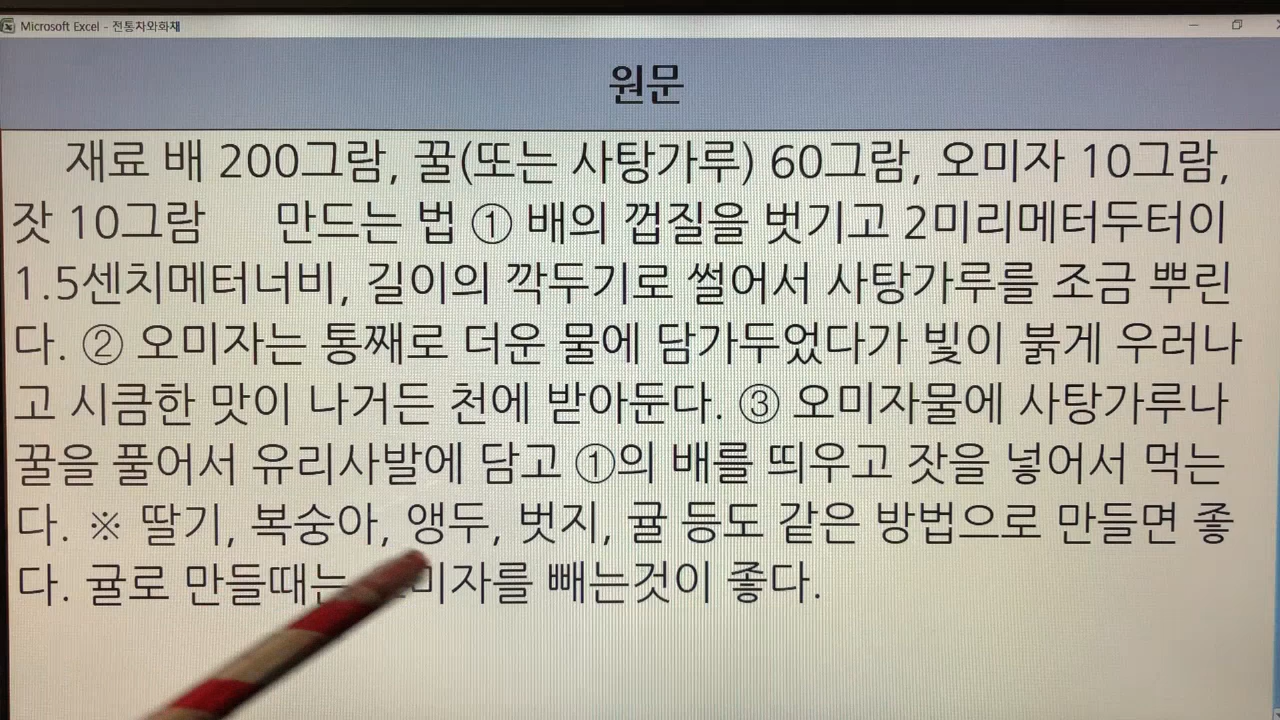 Microsoft Excel - 전통차와화재
원문
재료 배 200그람, 꿀(또는 사탕가루) 60그람, 오미자 10그람,
잣 10그람 만드는 법 ① 배의 껍질을 벗기고 2미리메터두터이
1.5센치메터너비, 길이의 깍두기로 썰어서 사탕가루를 조금 뿌린
다. ② 오미자는 통째로 더운 물에 담가두었다가 빛이 붉게 우러나
고 시큼한 맛이 나거든 천에 받아둔다. ③ 오미자물에 사탕가루나
꿀을 풀어서 유리사발에 담고 ①의 배를 띄우고 잣을 넣어서 먹는
다. ※ 딸기, 복숭아, 앵두, 벗지, 귤 등도 같은 방법으로 만들면 좋
다. 귤로 만들때는 빼는것이 좋다.